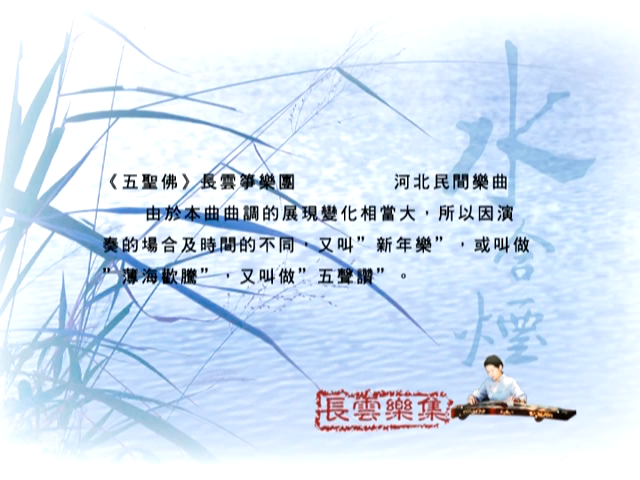 《五聖佛》長雲箏樂團 河北民間樂曲
由於本曲曲調的展現變化相當大，所以因演
奏的場合及時間的不同，又叫”新年樂”，或叫做
”薄海歡騰”，又叫做”五聲讚”。
水
含
煙
長雲樂集